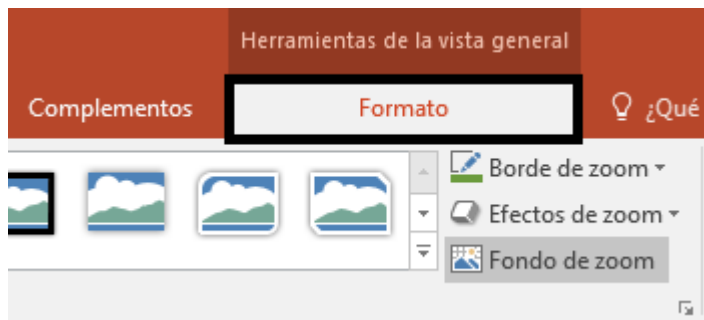 Herramientas de la vista general
Complementos
Formato
¿Qué
Borde de zoom
Efectos de zoom
Fondo de zoom